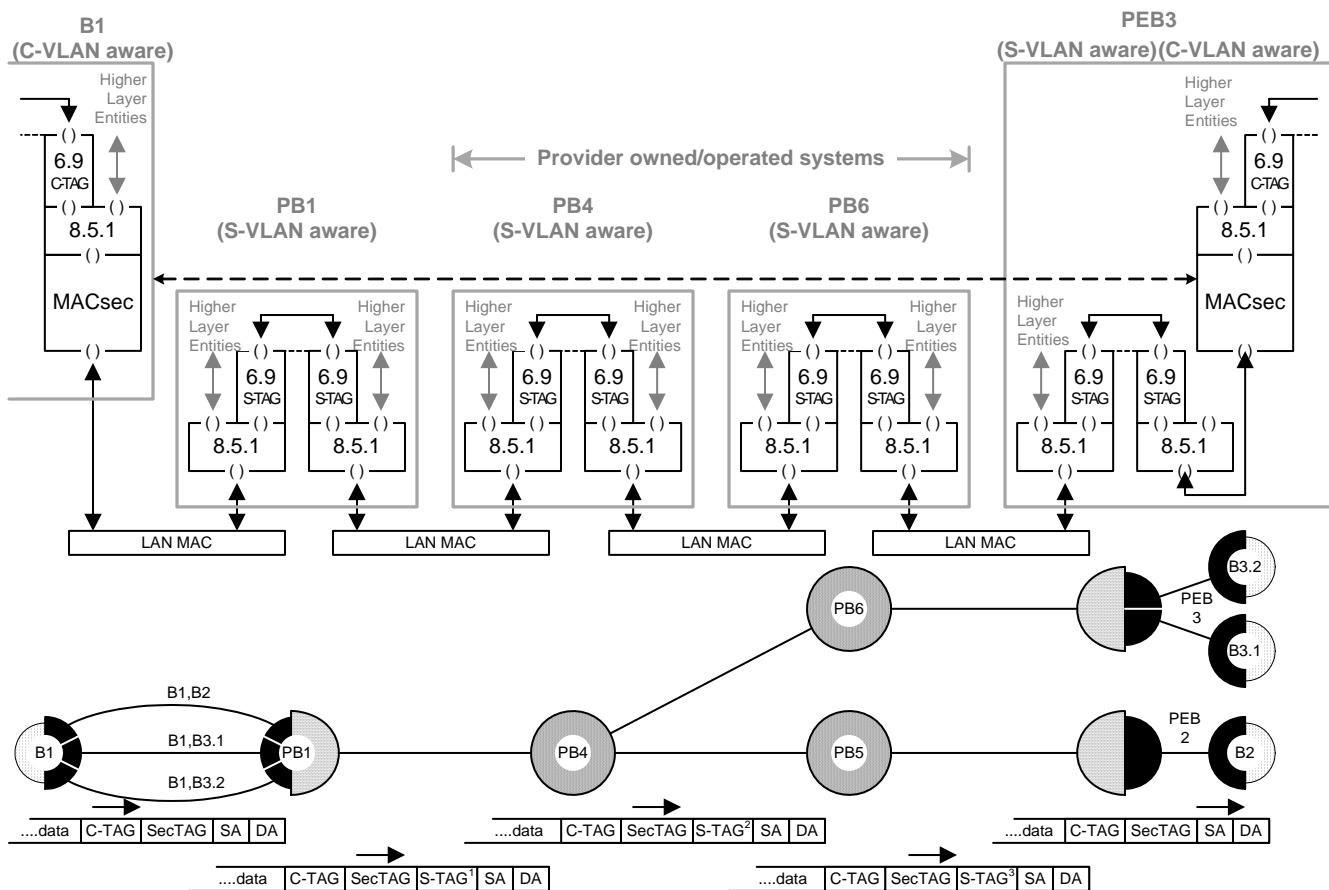 B1
(C-VLAN aware)
PEB3
(S-VLAN aware)(C-VLAN aware)
Higher
Layer
Entities
Higher
Layer
Entities
( )
6.9
C-TAG
( ) ( )
8.5.1
( )
MACsec
( )
Provider owned/operated systems
PB1
(S-VLAN aware)
PB4
(S-VLAN aware)
PB6
(S-VLAN aware)
( )
6.9
C-TAG
( ) ( )
8.5.1
( )
MACsec
( )
Higher
Layer
Entities
Higher
Layer
Entities
( ) ( )
6.9 6.9
S-TAG S-TAG
( ) ( ) ( ) ( )
8.5.1 8.5.1
( ) ( )
Higher
Layer
Entities
Higher
Layer
Entities
( ) ( )
6.9 6.9
S-TAG S-TAG
( ) ( ) ( ) ( )
8.5.1 8.5.1
( ) ( )
Higher
Layer
Entities
Higher
Layer
Entities
( ) ( )
6.9 6.9
S-TAG S-TAG
( ) ( ) ( ) ( )
8.5.1 8.5.1
( ) ( )
Higher
Layer
Entities
( ) ( )
6.9 6.9
S-TAG S-TAG
( ) ( ) ( ) ( )
8.5.1 8.5.1
( ) ( )
LAN MAC
LAN MAC
LAN MAC
LAN MAC
B3.2
PB6
PEB
3
B3.1
B1,B2
B1
B1,B3.1
PB1
PB4
PB5
PEB
2
B2
B1,B3.2
....data C-TAG SecTAG SA DA
....data C-TAG SecTAG S-TAG² SA DA
....data C-TAG SecTAG SA DA
....data C-TAG SecTAG S-TAG¹ SA DA
....data C-TAG SecTAG S-TAG³ SA DA